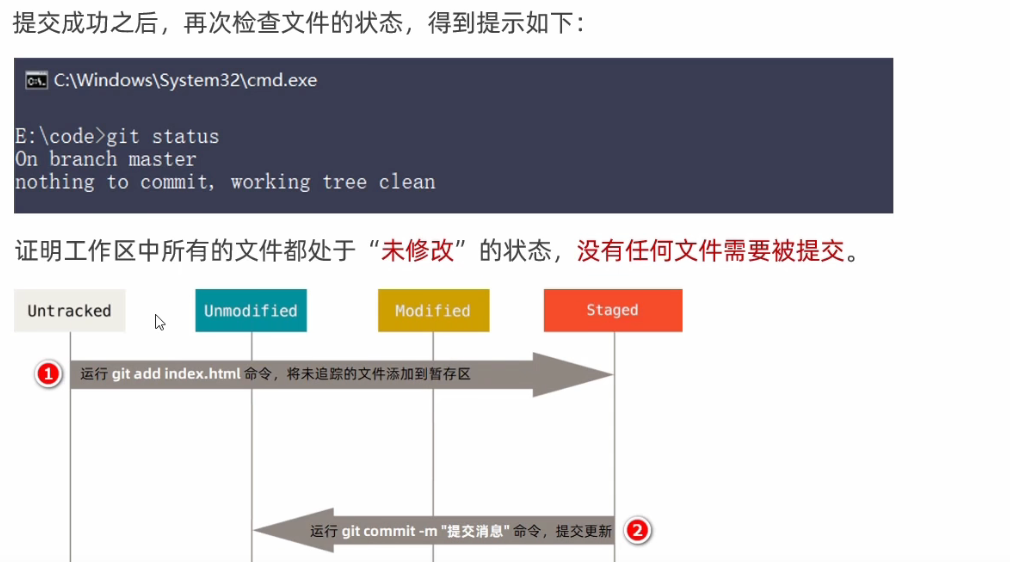 提交成功之后，再次检查文件的状态，得到提示如下：
C:\Windows\System32\cmd.exe
E:\code>git status
On branch master
nothing to commit, working tree clean
证明工作区中所有的文件都处于“未修改”的状态，没有任何文件需要被提交。
Untracked
Unmodified
Modified
Staged
1
运行 git add index.html 命令，将未追踪的文件添加到暂存区
运行 git commit -m "提交消息" 命令，提交更新
2